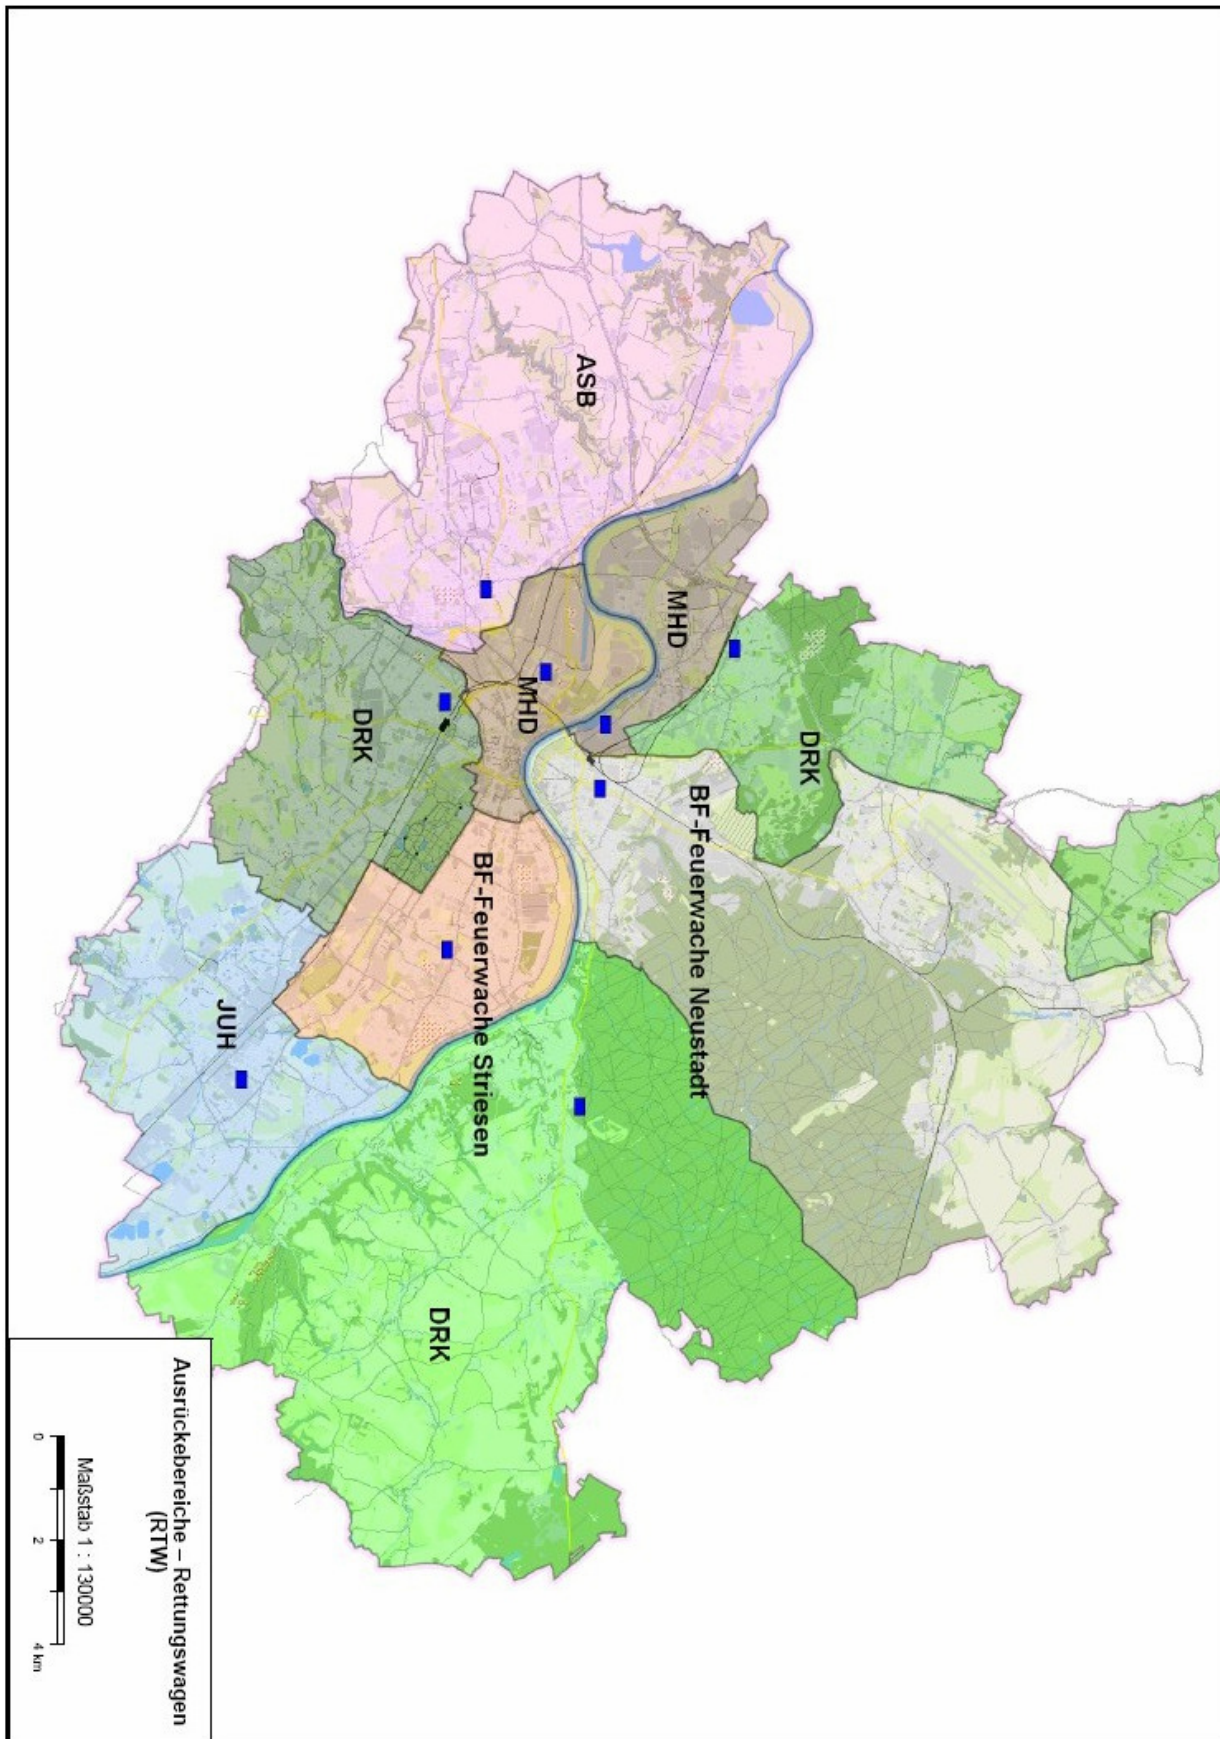 ASB
MHD
MHD
DRK
DRK
BF-Feuerwache Neustadt
BF-Feuerwache Striesen
JUH
DRK
Ausrückebereiche – Rettungswagen
(RTW)
Maßstab 1 : 130000
0 2 4 km